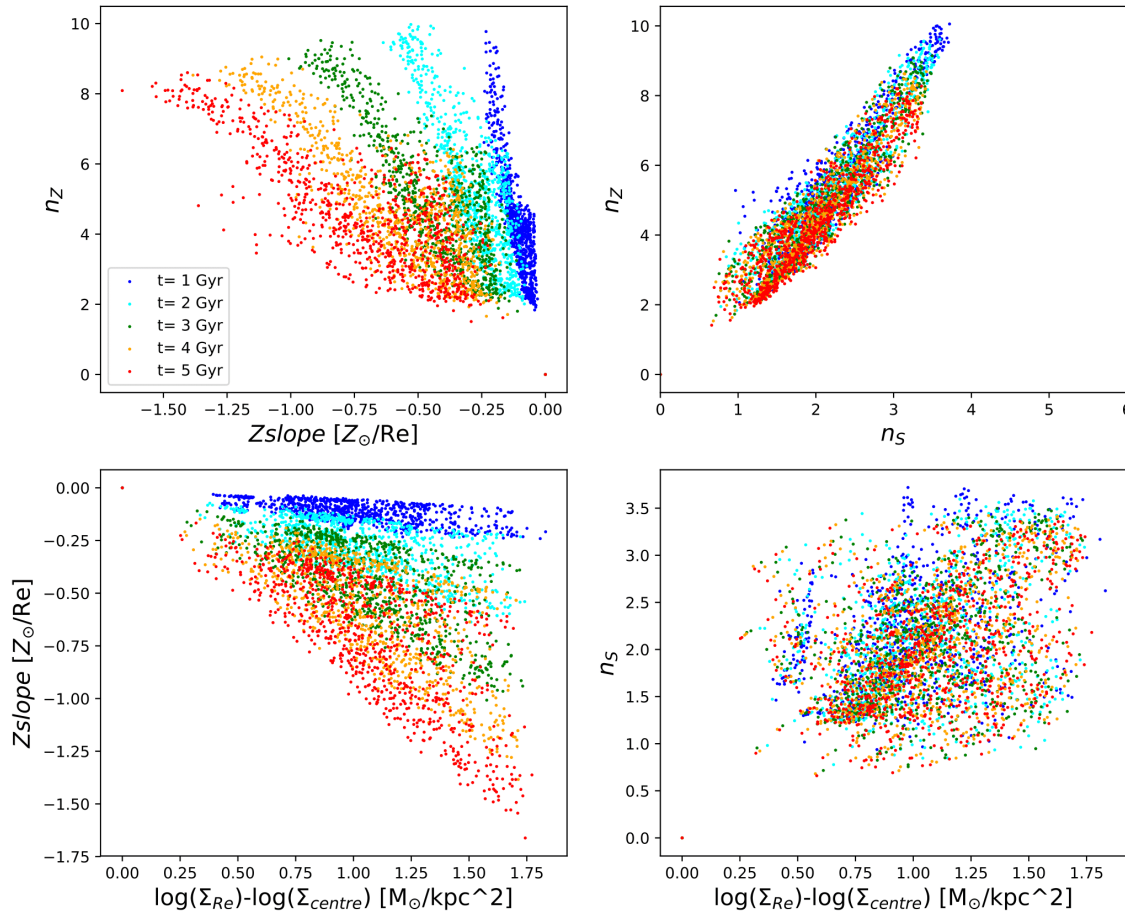 10
8
6
4
2
0
n_Z
−1.50 −1.25 −1.00 −0.75 −0.50 −0.25 0.00
Zslope [Z⊙/Re]
t= 1 Gyr
t= 2 Gyr
t= 3 Gyr
t= 4 Gyr
t= 5 Gyr
10
8
6
4
2
0
n_Z
0 1 2 3 4 5 6
n_S
0.00
−0.25
−0.50
−0.75
−1.00
−1.25
−1.50
−1.75
Zslope [Z⊙/Re]
0.00 0.25 0.50 0.75 1.00 1.25 1.50 1.75
log(Σ_Re)-log(Σ_centre) [M⊙/kpc^2]
3.5
3.0
2.5
2.0
1.5
1.0
0.5
0.0
n_S
0.00 0.25 0.50 0.75 1.00 1.25 1.50 1.75
log(Σ_Re)-log(Σ_centre) [M⊙/kpc^2]